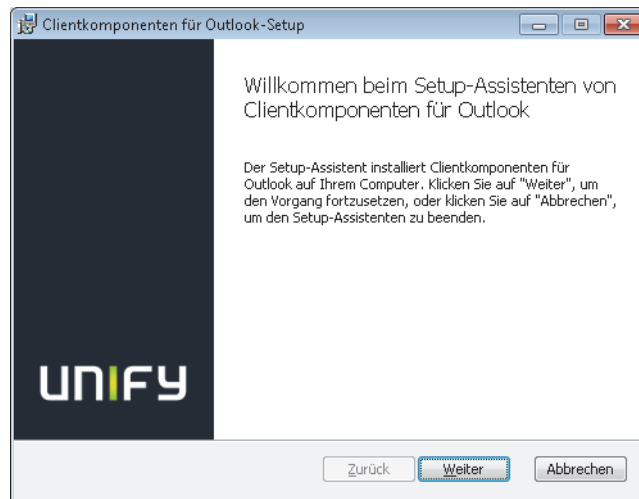 Clientkomponenten für Outlook-Setup
Willkommen beim Setup-Assistenten von
Clientkomponenten für Outlook
Der Setup-Assistent installiert Clientkomponenten für
Outlook auf Ihrem Computer. Klicken Sie auf "Weiter", um
den Vorgang fortzusetzen, oder klicken Sie auf "Abbrechen",
um den Setup-Assistenten zu beenden.
UNIFY
Zurück Weiter Abbrechen